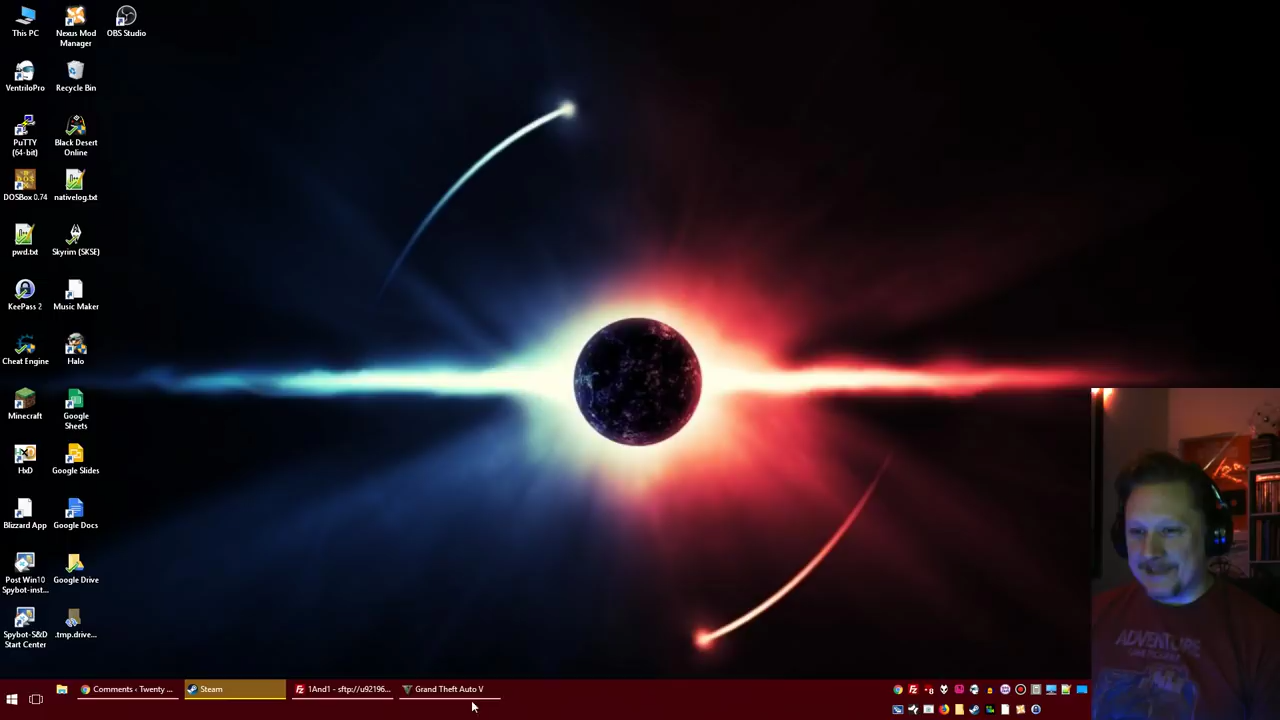 This PC
Nexus Mod
Manager
OBS Studio
VentriloPro
Recycle Bin
PuTTY
(64-bit)
Black Desert
Online
DOSBox 0.74
nativelog.txt
pwd.txt
Skyrim (SKSE)
KeePass 2
Music Maker
Cheat Engine
Halo
Minecraft
Google
Sheets
HxD
Google Slides
Blizzard App
Google Docs
Post Win10
Spybot-inst...
Google Drive
Spybot-S&D
Start Center
.tmp.drive...
ADVENTURE
Comments ‹ Twenty ...
Steam
1And1 - sftp://u92196...
Grand Theft Auto V